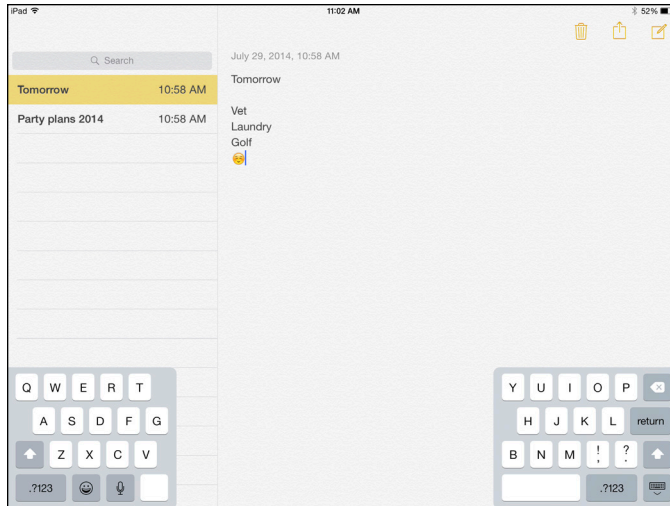 iPad 11:02 AM 52%
Search
Tomorrow 10:58 AM
Party plans 2014 10:58 AM
July 29, 2014, 10:58 AM
Tomorrow
Vet
Laundry
Golf
☺️
Q W E R T
A S D F G
Z X C V
.?123
Y U I O P
H J K L return
B N M ! , ? .
.?123